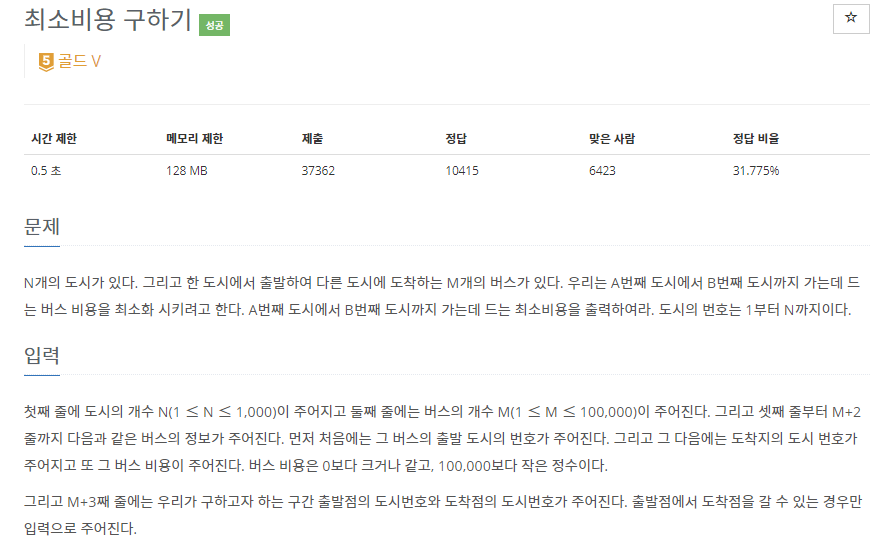 최소비용 구하기 성공
5 골드 V
시간 제한 메모리 제한 제출 정답 맞은 사람 정답 비율
0.5 초 128 MB 37362 10415 6423 31.775%
문제
N개의 도시가 있다. 그리고 한 도시에서 출발하여 다른 도시에 도착하는 M개의 버스가 있다. 우리는 A번째 도시에서 B번째 도시까지 가는데 드
는 버스 비용을 최소화 시키려고 한다. A번째 도시에서 B번째 도시까지 가는데 드는 최소비용을 출력하여라. 도시의 번호는 1부터 N까지이다.
입력
첫째 줄에 도시의 개수 N(1 ≤ N ≤ 1,000)이 주어지고 둘째 줄에는 버스의 개수 M(1 ≤ M ≤ 100,000)이 주어진다. 그리고 셋째 줄부터 M+2
줄까지 다음과 같은 버스의 정보가 주어진다. 먼저 처음에는 그 버스의 출발 도시의 번호가 주어진다. 그리고 그 다음에는 도착지의 도시 번호가
주어지고 또 그 버스 비용이 주어진다. 버스 비용은 0보다 크거나 같고, 100,000보다 작은 정수이다.
그리고 M+3째 줄에는 우리가 구하고자 하는 구간 출발점의 도시번호와 도착점의 도시번호가 주어진다. 출발점에서 도착점을 갈 수 있는 경우만
입력으로 주어진다.